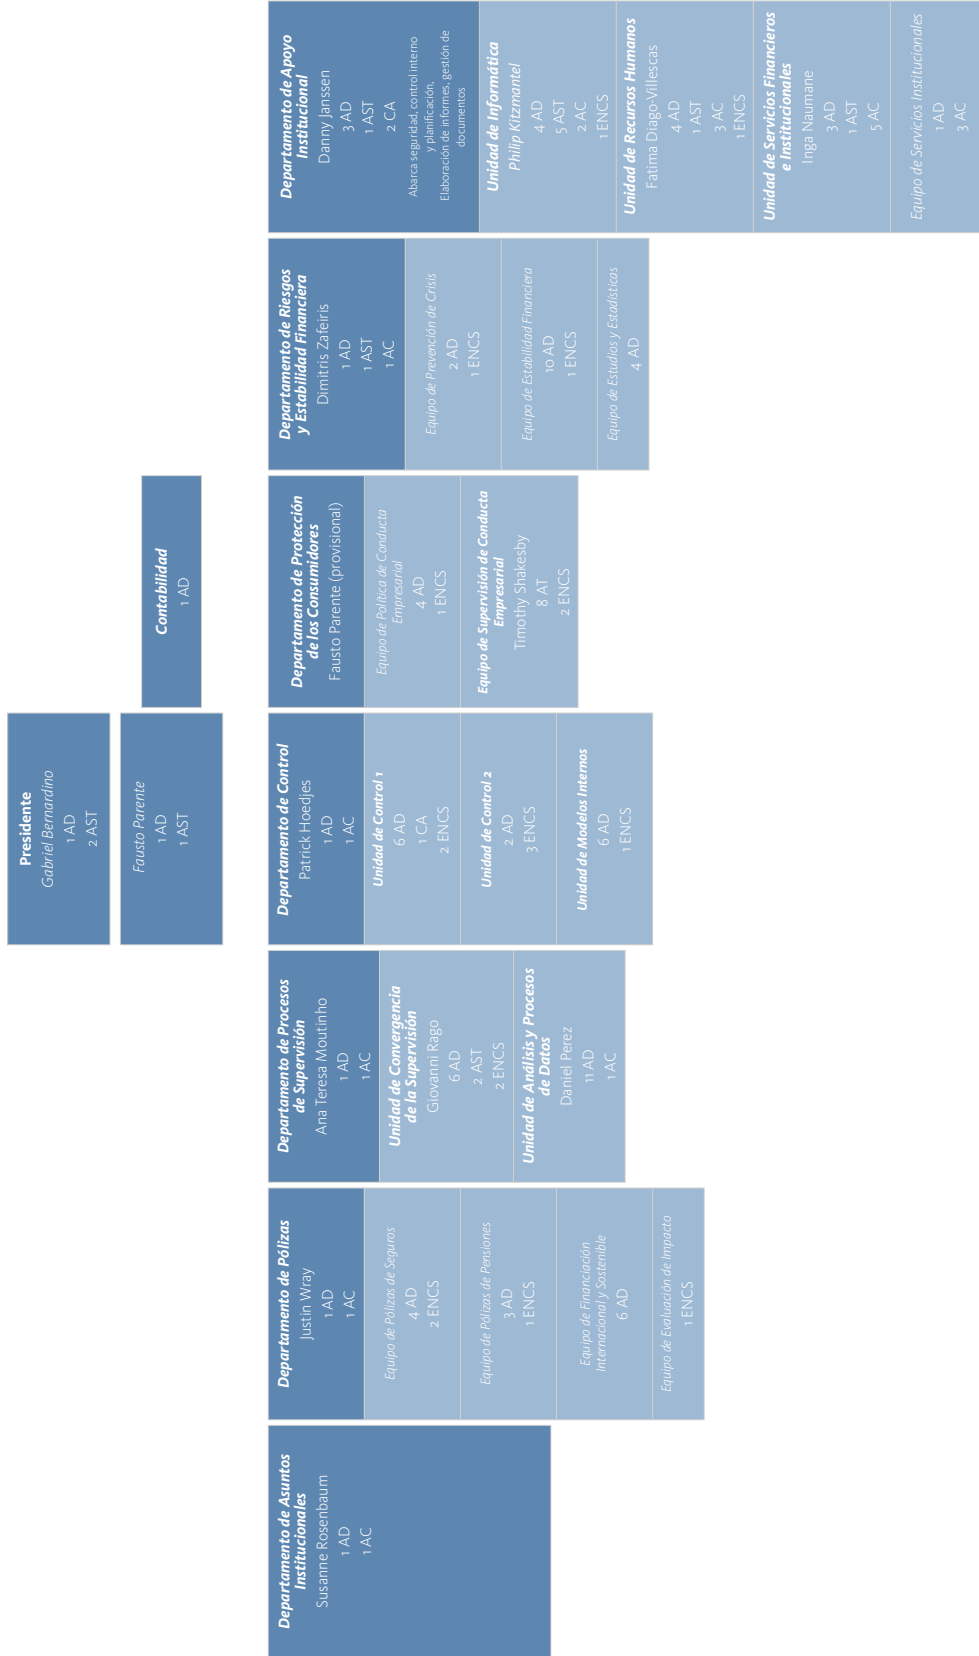 Presidente
Gabriel Bernardino
1 AD
2 AST
Fausto Parente
1 AD
1 AST
Contabilidad
1 AD
Departamento de Asuntos
Institucionales
Susanne Rosenbaum
1 AD
1 AC
Departamento de Pólizas
Justin Wray
1 AD
1 AC
Equipo de Pólizas de Seguros
4 AD
2 ENCS
Equipo de Pólizas de Pensiones
3 AD
1 ENCS
Equipo de Financiación
Internacional y Sostenible
6 AD
Equipo de Evaluación de Impacto
1 ENCS
Departamento de Procesos
de Supervisión
Ana Teresa Moutinho
1 AD
1 AC
Unidad de Convergencia
de la Supervisión
Giovanni Rago
6 AD
2 AST
2 ENCS
Unidad de Análisis y Procesos
de Datos
Daniel Perez
11 AD
1 AC
Departamento de Control
Patrick Hoedjes
1 AD
1 AC
Unidad de Control 1
6 AD
1 CA
2 ENCS
Unidad de Control 2
2 AD
3 ENCS
Unidad de Modelos Internos
6 AD
1 ENCS
Departamento de Protección
de los Consumidores
Fausto Parente (provisional)
Equipo de Política de Conducta
Empresarial
4 AD
1 ENCS
Equipo de Supervisión de Conducta
Empresarial
Timothy Shakesby
8 AT
2 ENCS
Departamento de Riesgos
y Estabilidad Financiera
Dimitris Zafeiris
1 AD
1 AST
1 AC
Equipo de Prevención de Crisis
2 AD
1 ENCS
Equipo de Estabilidad Financiera
10 AD
1 ENCS
Equipo de Estudios y Estadísticas
4 AD
Departamento de Apoyo
Institucional
Danny Janssen
3 AD
1 AST
2 CA
Abarca seguridad, control interno
y planificación,
Elaboración de informes, gestión de
documentos
Unidad de Informática
Philip Kitzmantel
4 AD
5 AST
2 AC
1 ENCS
Unidad de Recursos Humanos
Fatima Diago-Villescas
4 AD
1 AST
3 AC
1 ENCS
Unidad de Servicios Financieros
e Institucionales
Inga Naumane
3 AD
1 AST
5 AC
Equipo de Servicios Institucionales
1 AD
3 AC